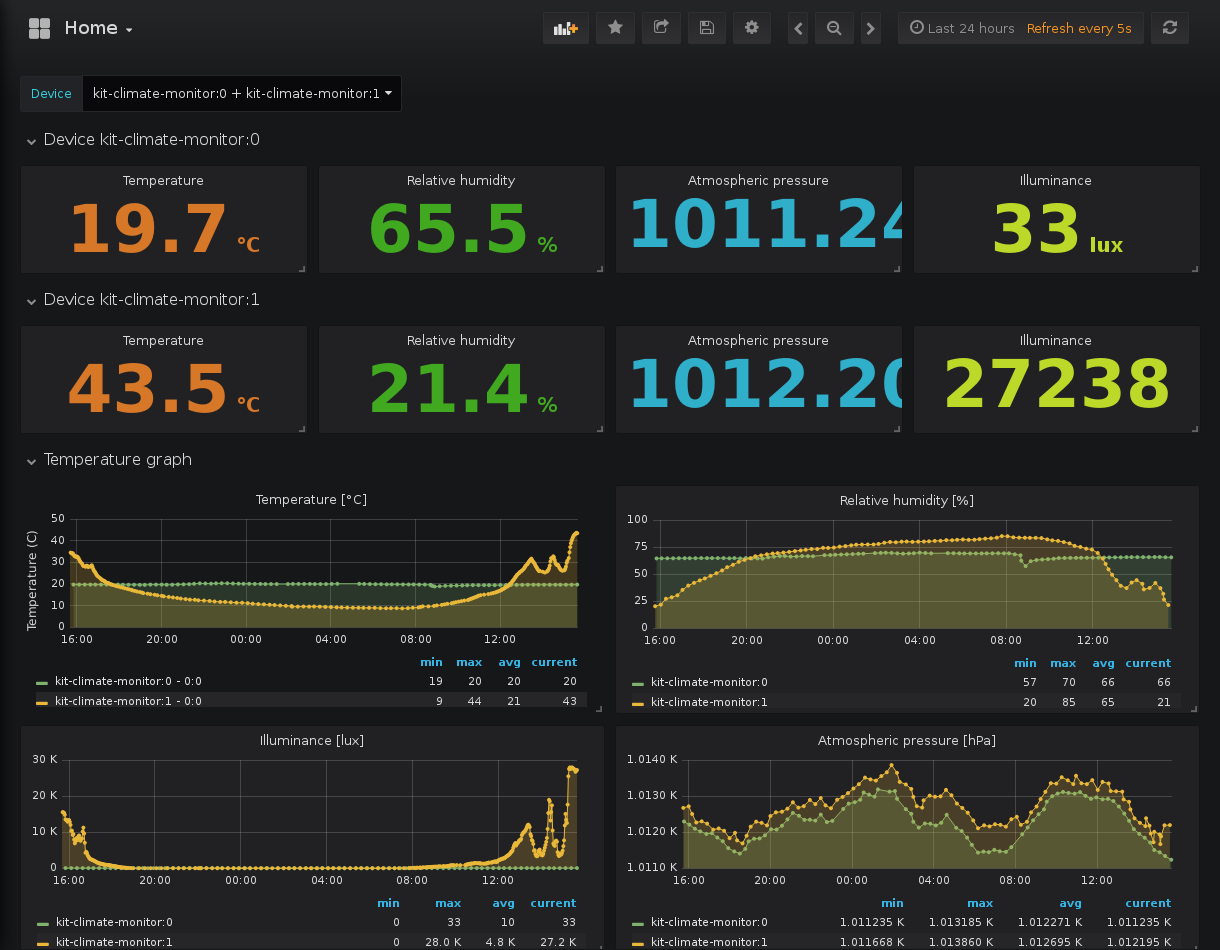 Home
Last 24 hours Refresh every 5s
Device kit-climate-monitor:0 + kit-climate-monitor:1
Device kit-climate-monitor:0
Temperature Relative humidity Atmospheric pressure Illuminance
19.7 °C 65.5 % 1011.24 33 lux
Device kit-climate-monitor:1
Temperature Relative humidity Atmospheric pressure Illuminance
43.5 °C 21.4 % 1012.20 27238
Temperature graph
Temperature [°C]
Temperature (C)
50
40
30
20
10
0
16:00 20:00 00:00 04:00 08:00 12:00
min max avg current
kit-climate-monitor:0 - 0:0 19 20 20 20
kit-climate-monitor:1 - 0:0 9 44 21 43
Relative humidity [%]
100
75
50
25
0
16:00 20:00 00:00 04:00 08:00 12:00
min max avg current
kit-climate-monitor:0 57 70 66 66
kit-climate-monitor:1 20 85 65 21
Illuminance [lux]
30 K
20 K
10 K
0
16:00 20:00 00:00 04:00 08:00 12:00
min max avg current
kit-climate-monitor:0 0 33 10 33
kit-climate-monitor:1 0 28.0 K 4.8 K 27.2 K
Atmospheric pressure [hPa]
1.0140 K
1.0130 K
1.0120 K
1.0110 K
16:00 20:00 00:00 04:00 08:00 12:00
min max avg current
kit-climate-monitor:0 1.011235 K 1.013185 K 1.012271 K 1.011235 K
kit-climate-monitor:1 1.011668 K 1.013860 K 1.012695 K 1.012195 K